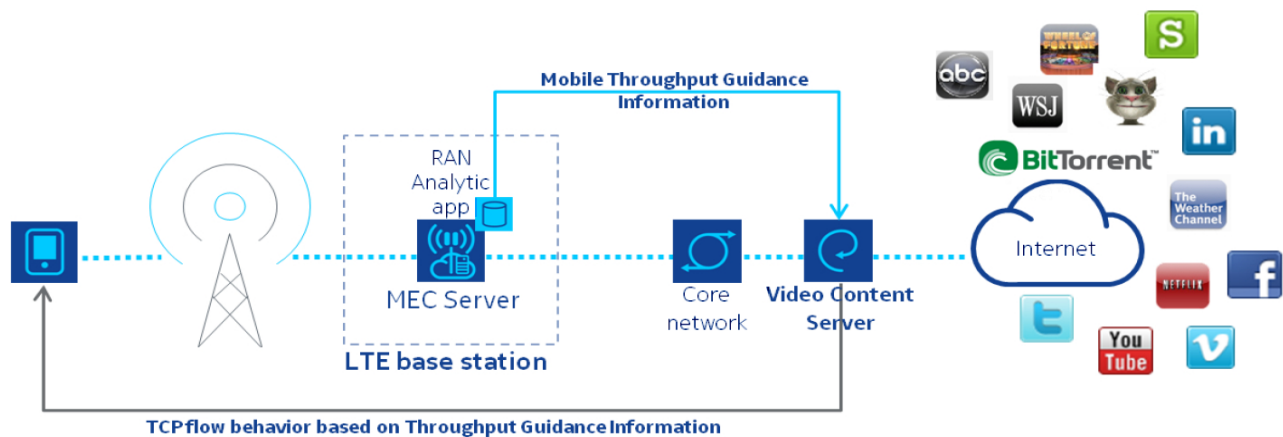 Mobile Throughput Guidance
Information
RAN
Analytic
app
MEC Server
LTE base station
Core
network
Video Content
Server
TCP flow behavior based on Throughput Guidance Information
abc
WHEEL OF
FORTUNE
S
WSJ
in
BitTorrent™
The
Weather
Channel
Internet
NETFLIX
f
t
You
Tube
v